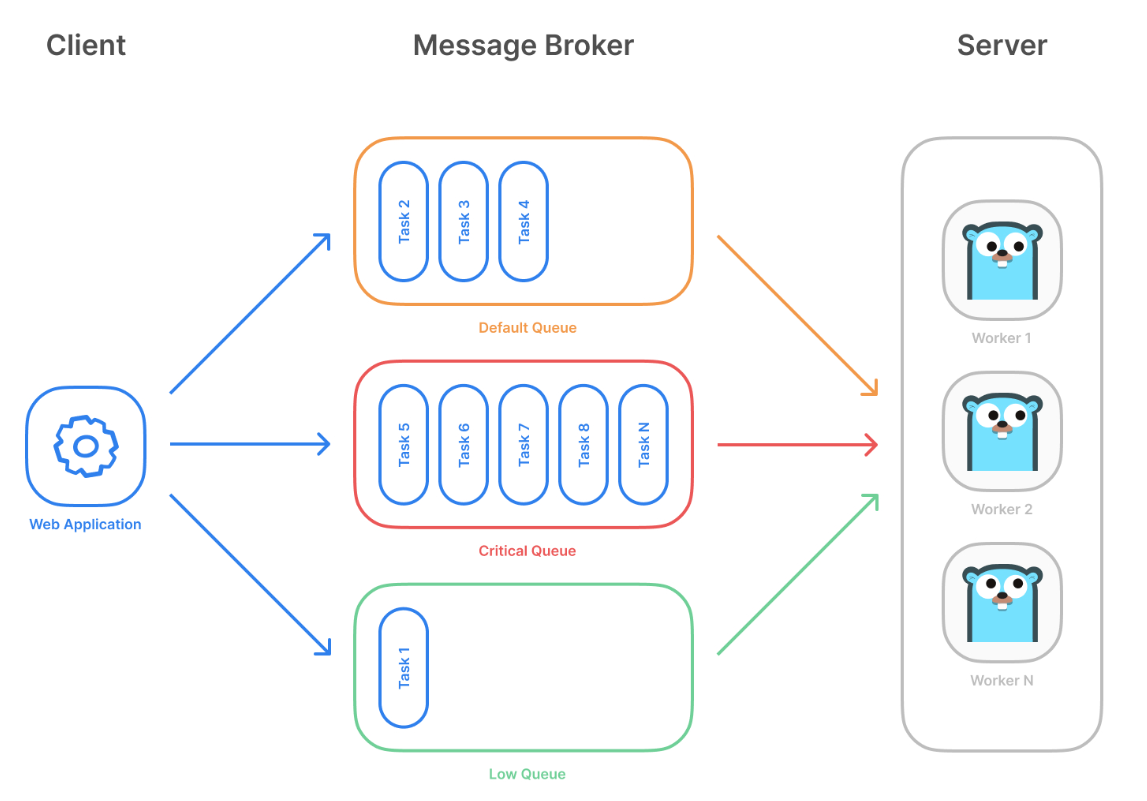 Client
Message Broker
Server
Task 2
Task 3
Task 4
Default Queue
Task 5
Task 6
Task 7
Task 8
Task N
Critical Queue
Task 1
Low Queue
Web Application
Worker 1
Worker 2
Worker N